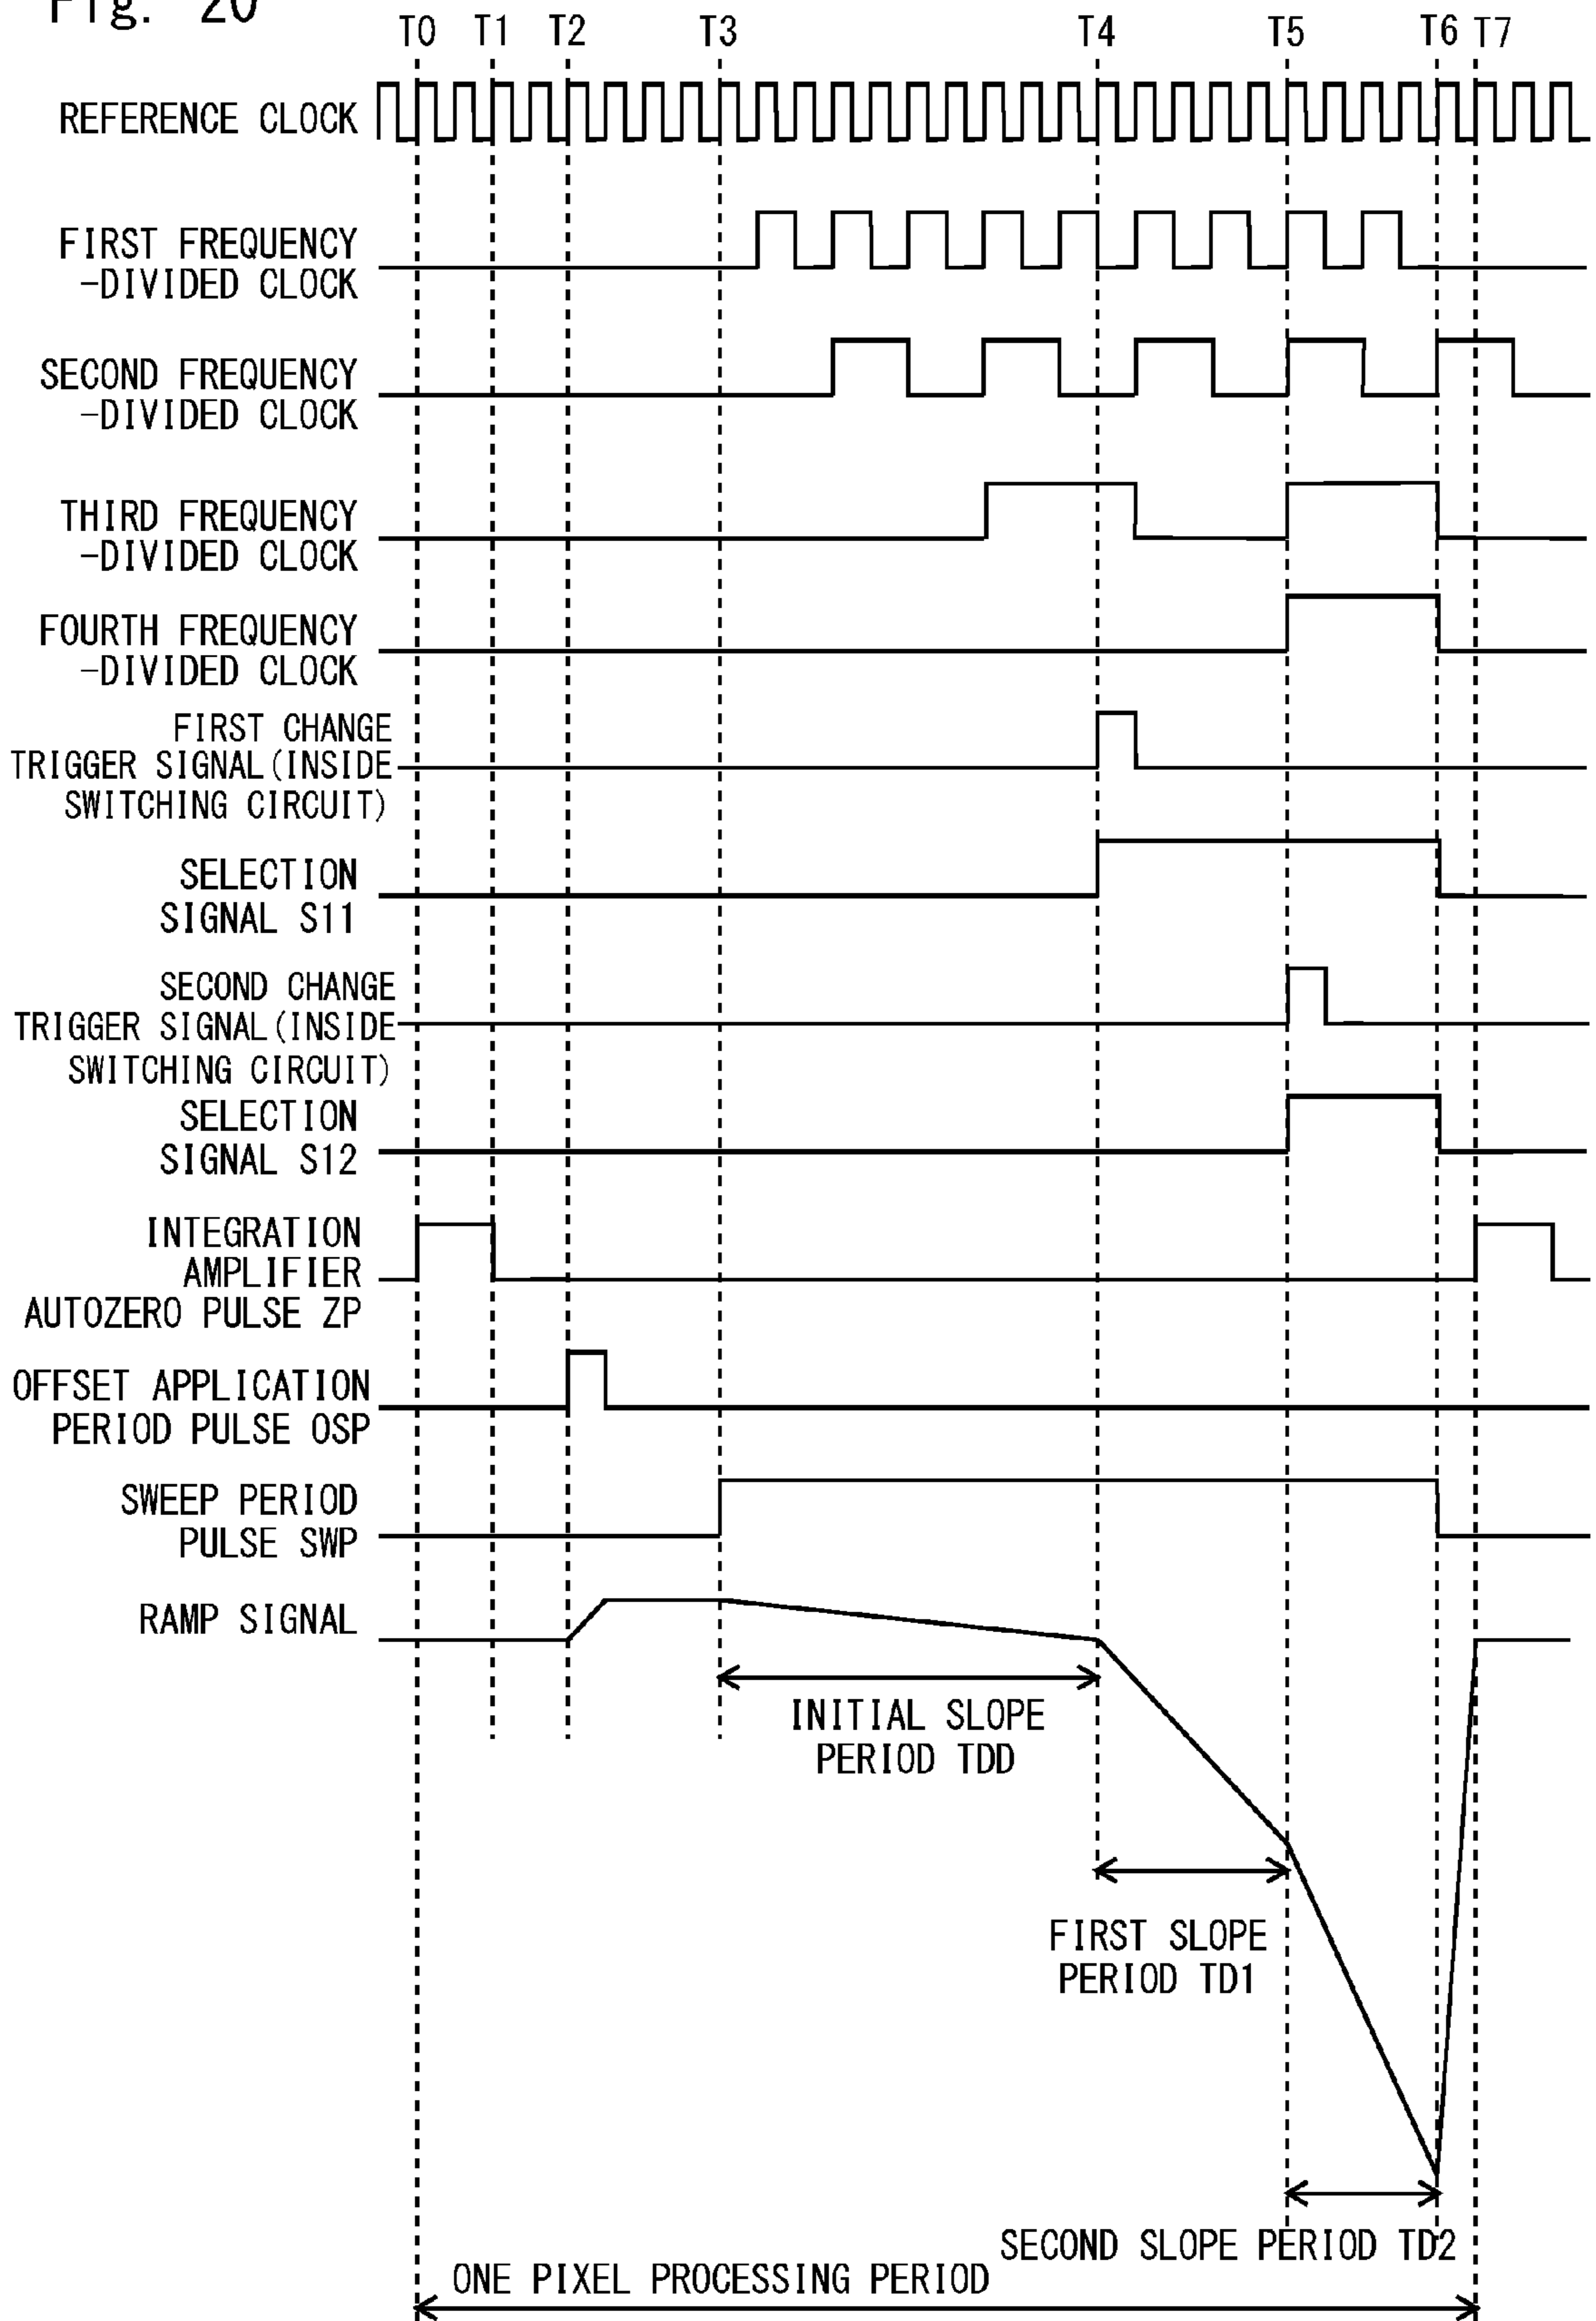 Fig. 20
T0 T1 T2 T3 T4 T5 T6 T7
REFERENCE CLOCK
FIRST FREQUENCY
-DIVIDED CLOCK
SECOND FREQUENCY
-DIVIDED CLOCK
THIRD FREQUENCY
-DIVIDED CLOCK
FOURTH FREQUENCY
-DIVIDED CLOCK
FIRST CHANGE
TRIGGER SIGNAL(INSIDE
SWITCHING CIRCUIT)
SELECTION
SIGNAL S11
SECOND CHANGE
TRIGGER SIGNAL(INSIDE
SWITCHING CIRCUIT)
SELECTION
SIGNAL S12
INTEGRATION
AMPLIFIER
AUTOZERO PULSE ZP
OFFSET APPLICATION
PERIOD PULSE OSP
SWEEP PERIOD
PULSE SWP
RAMP SIGNAL
INITIAL SLOPE
PERIOD TDD
FIRST SLOPE
PERIOD TD1
SECOND SLOPE PERIOD TD2
ONE PIXEL PROCESSING PERIOD